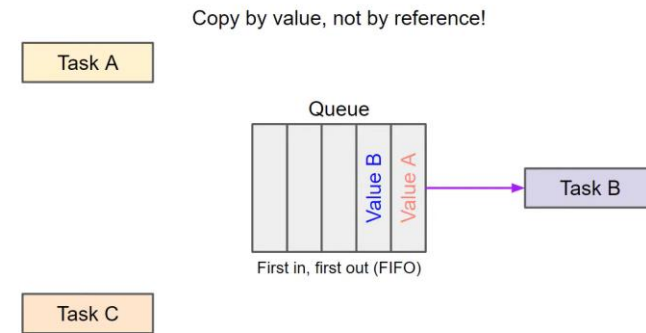 Copy by value, not by reference!
Task A
Queue
Value B
Value A
Task B
First in, first out (FIFO)
Task C